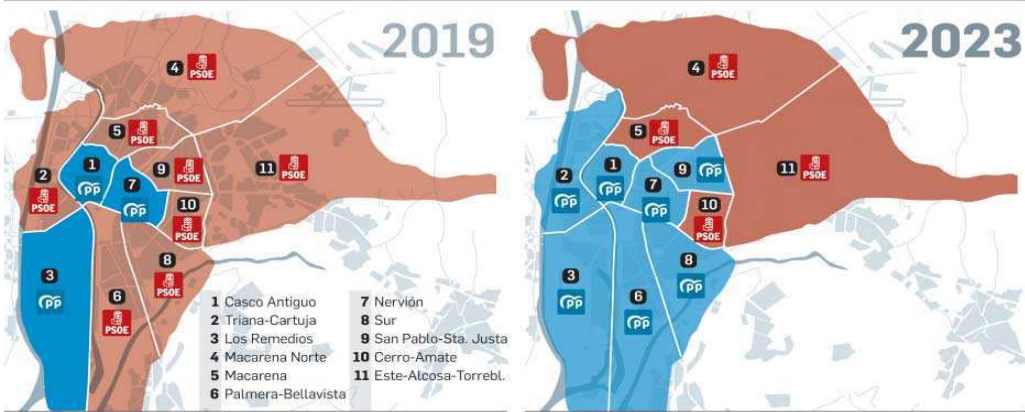 2019
4 PSOE
5 PSOE
1 PP
9 PSOE
11 PSOE
2 PSOE
7 PP
10 PSOE
3 PP
8 PSOE
6 PSOE
1 Casco Antiguo
2 Triana-Cartuja
3 Los Remedios
4 Macarena Norte
5 Macarena
6 Palmera-Bellavista
7 Nervión
8 Sur
9 San Pablo-Sta. Justa
10 Cerro-Amate
11 Este-Alcosa-Torrebl.
2023
4 PSOE
5 PSOE
1 PP
9 PP
11 PSOE
2 PP
7 PP
10 PSOE
8 PP
3 PP
6 PP